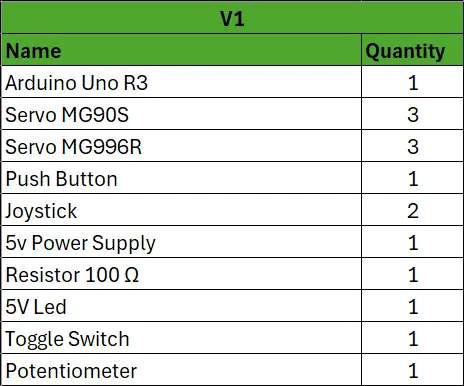 V1
Name Quantity
Arduino Uno R3 1
Servo MG90S 3
Servo MG996R 3
Push Button 1
Joystick 2
5v Power Supply 1
Resistor 100 Ω 1
5V Led 1
Toggle Switch 1
Potentiometer 1